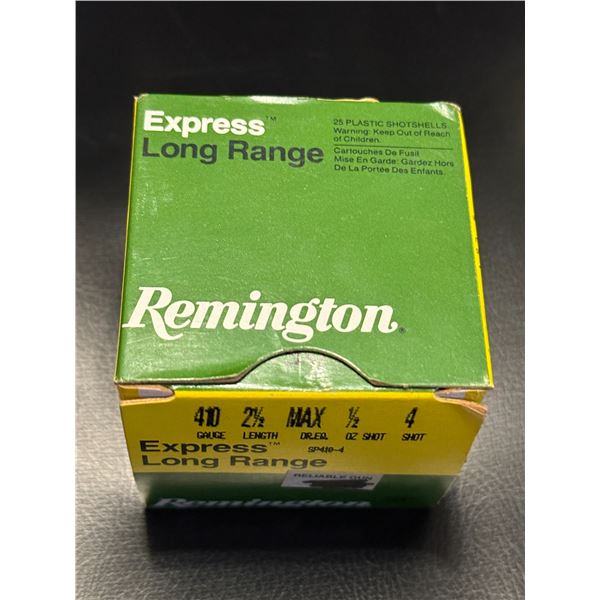 Express™
Long Range
25 PLASTIC SHOTSHELLS
Warning: Keep Out of Reach
of Children.
Cartouches De Fusil
Mise En Garde: Gardez Hors
De La Portée Des Enfants.
Remington®
410 2½ MAX ½ 4
GAUGE LENGTH DR.EQ. OZ SHOT SHOT
Express™ SP410-4
Long Range
RELIABLE GUN
Remington